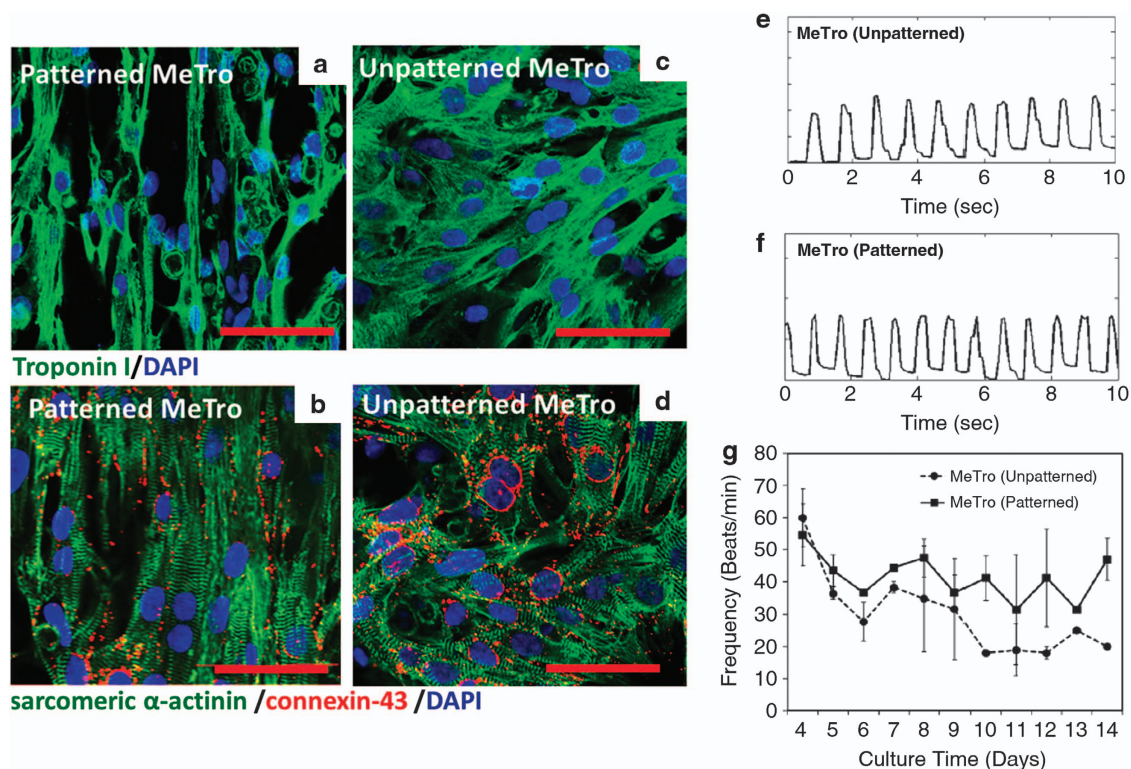 Patterned MeTro
a
Unpatterned MeTro
c
Troponin I/DAPI
Patterned MeTro
b
Unpatterned MeTro
d
sarcomeric α-actinin /connexin-43 /DAPI
e
MeTro (Unpatterned)
0 2 4 6 8 10
Time (sec)
f
MeTro (Patterned)
0 2 4 6 8 10
Time (sec)
g
MeTro (Unpatterned)
MeTro (Patterned)
80
70
60
50
40
30
20
10
0
Frequency (Beats/min)
4 5 6 7 8 9 10 11 12 13 14
Culture Time (Days)